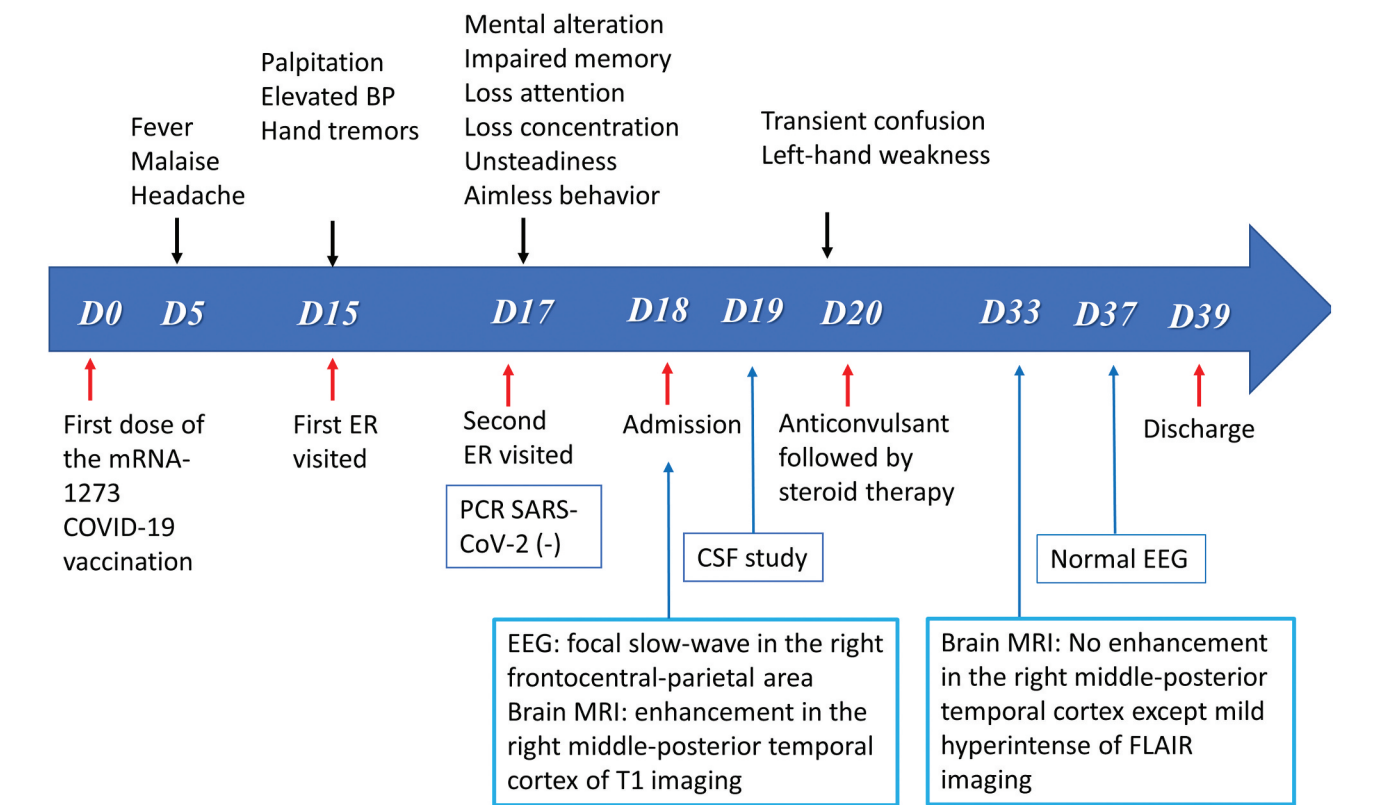 Fever
Malaise
Headache
Palpitation
Elevated BP
Hand tremors
Mental alteration
Impaired memory
Loss attention
Loss concentration
Unsteadiness
Aimless behavior
Transient confusion
Left-hand weakness
D0 D5 D15 D17 D18 D19 D20 D33 D37 D39
First dose of
the mRNA-
1273
COVID-19
vaccination
First ER
visited
Second
ER visited
PCR SARS-
CoV-2 (-)
Admission
EEG: focal slow-wave in the right
frontocentral-parietal area
Brain MRI: enhancement in the
right middle-posterior temporal
cortex of T1 imaging
CSF study
Anticonvulsant
followed by
steroid therapy
Brain MRI: No enhancement
in the right middle-posterior
temporal cortex except mild
hyperintense of FLAIR
imaging
Normal EEG
Discharge